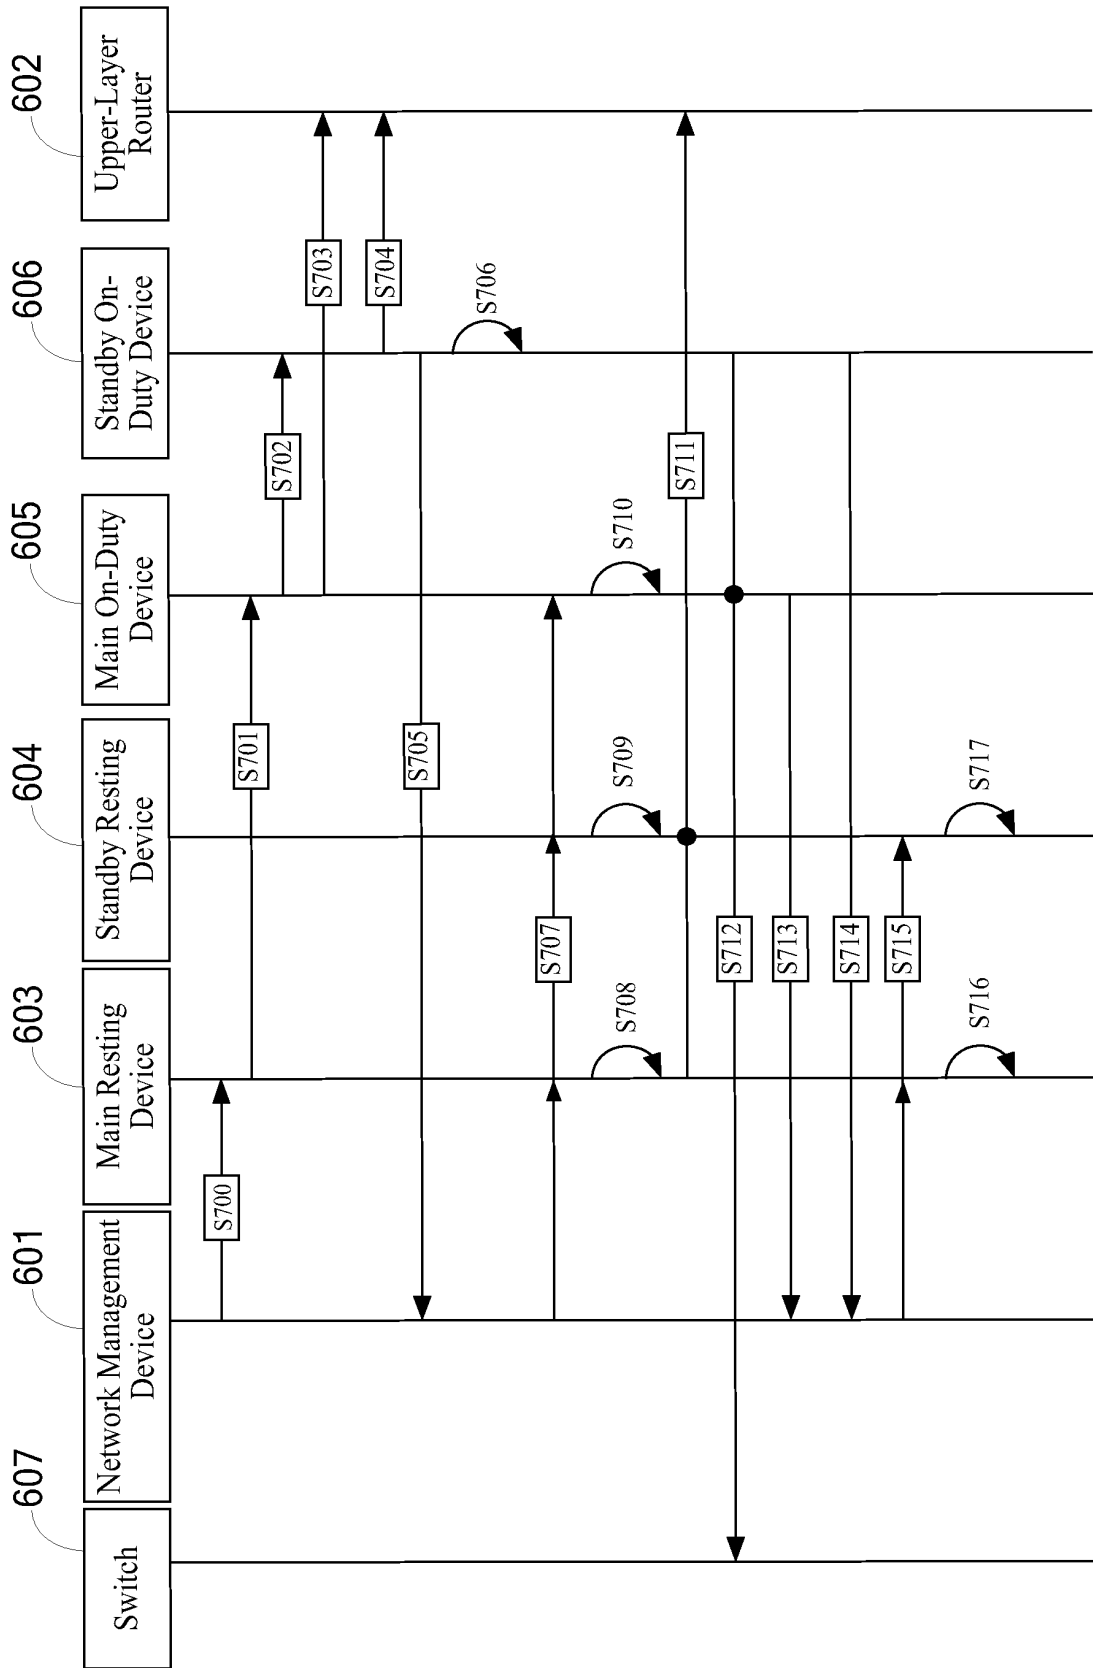 607
601
603
604
605
606
602
Switch
Network Management
Device
Main Resting
Device
Standby Resting
Device
Main On-Duty
Device
Standby On-
Duty Device
Upper-Layer
Router
S700
S701
S702
S703
S704
S705
S706
S707
S708
S709
S710
S711
S712
S713
S714
S715
S716
S717